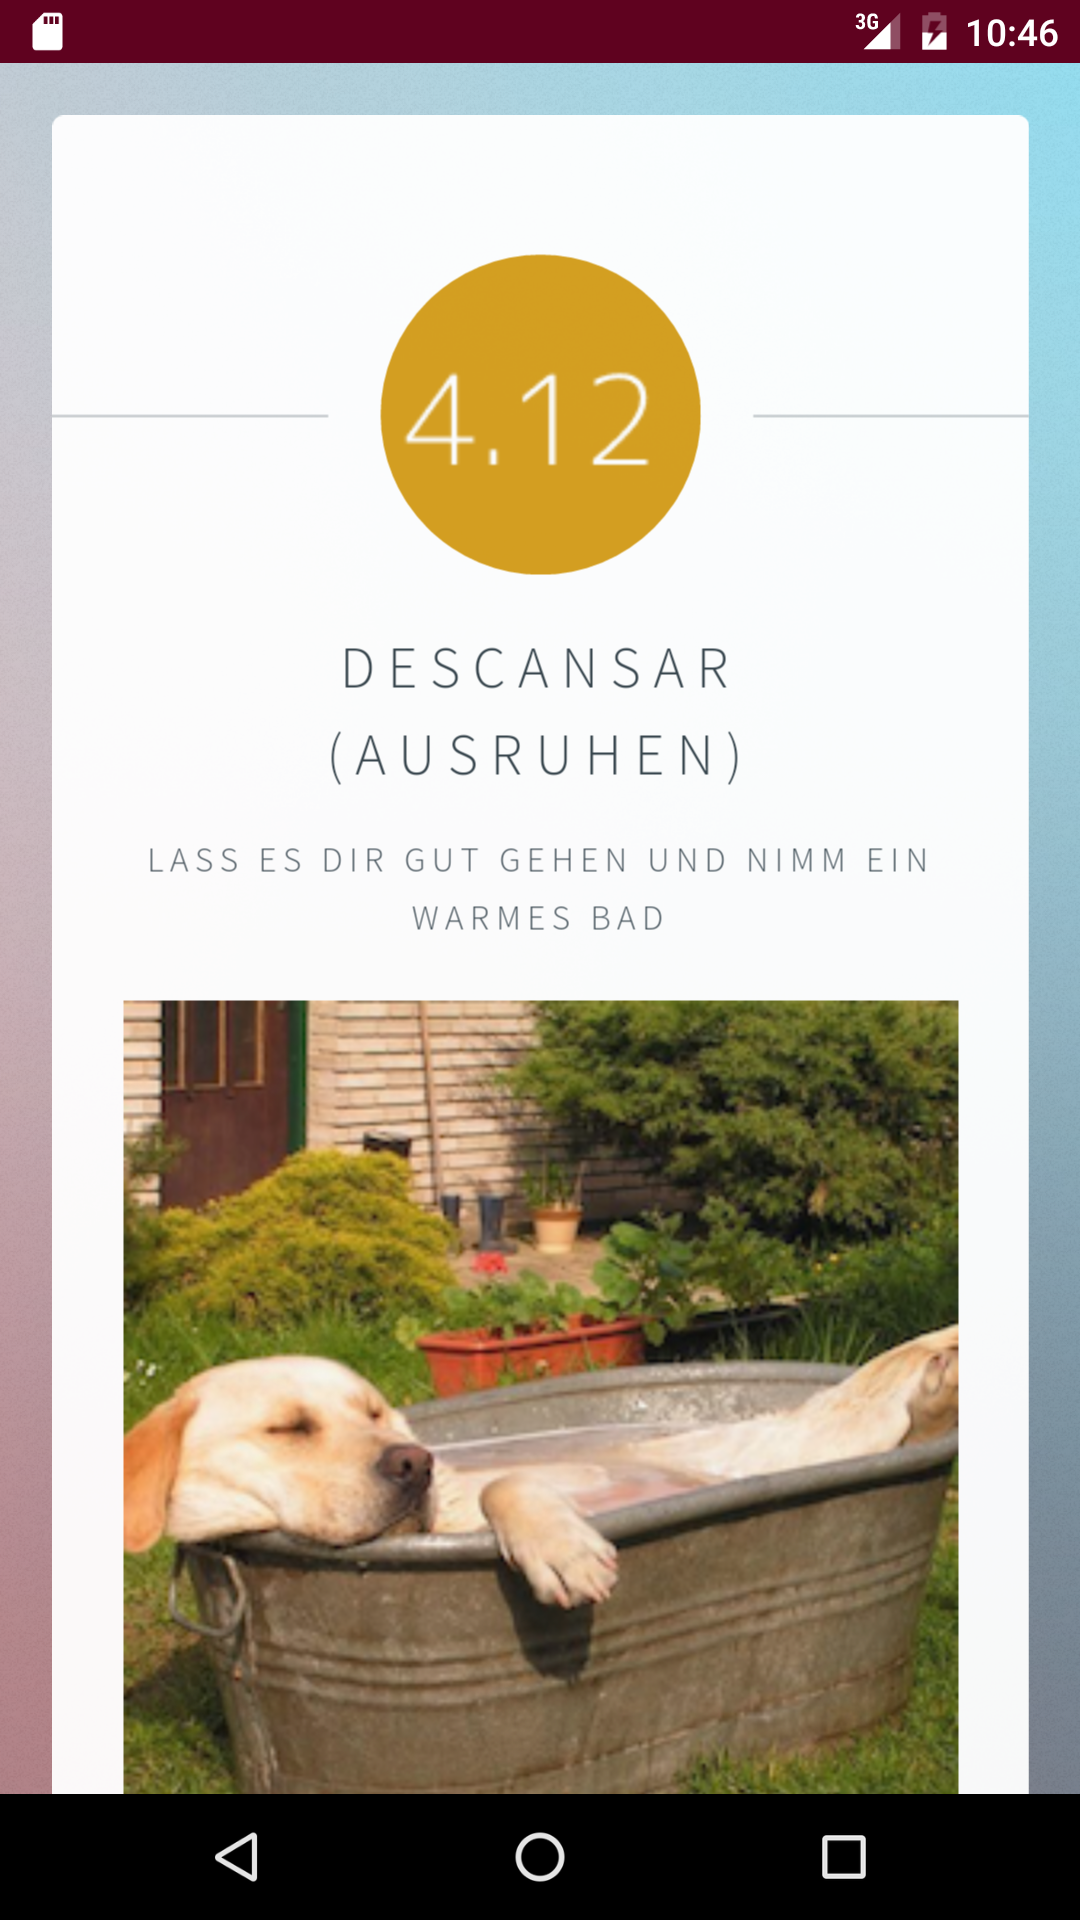 3G 10:46
4.12
DESCANSAR
(AUSRUHEN)
LASS ES DIR GUT GEHEN UND NIMM EIN
WARMES BAD